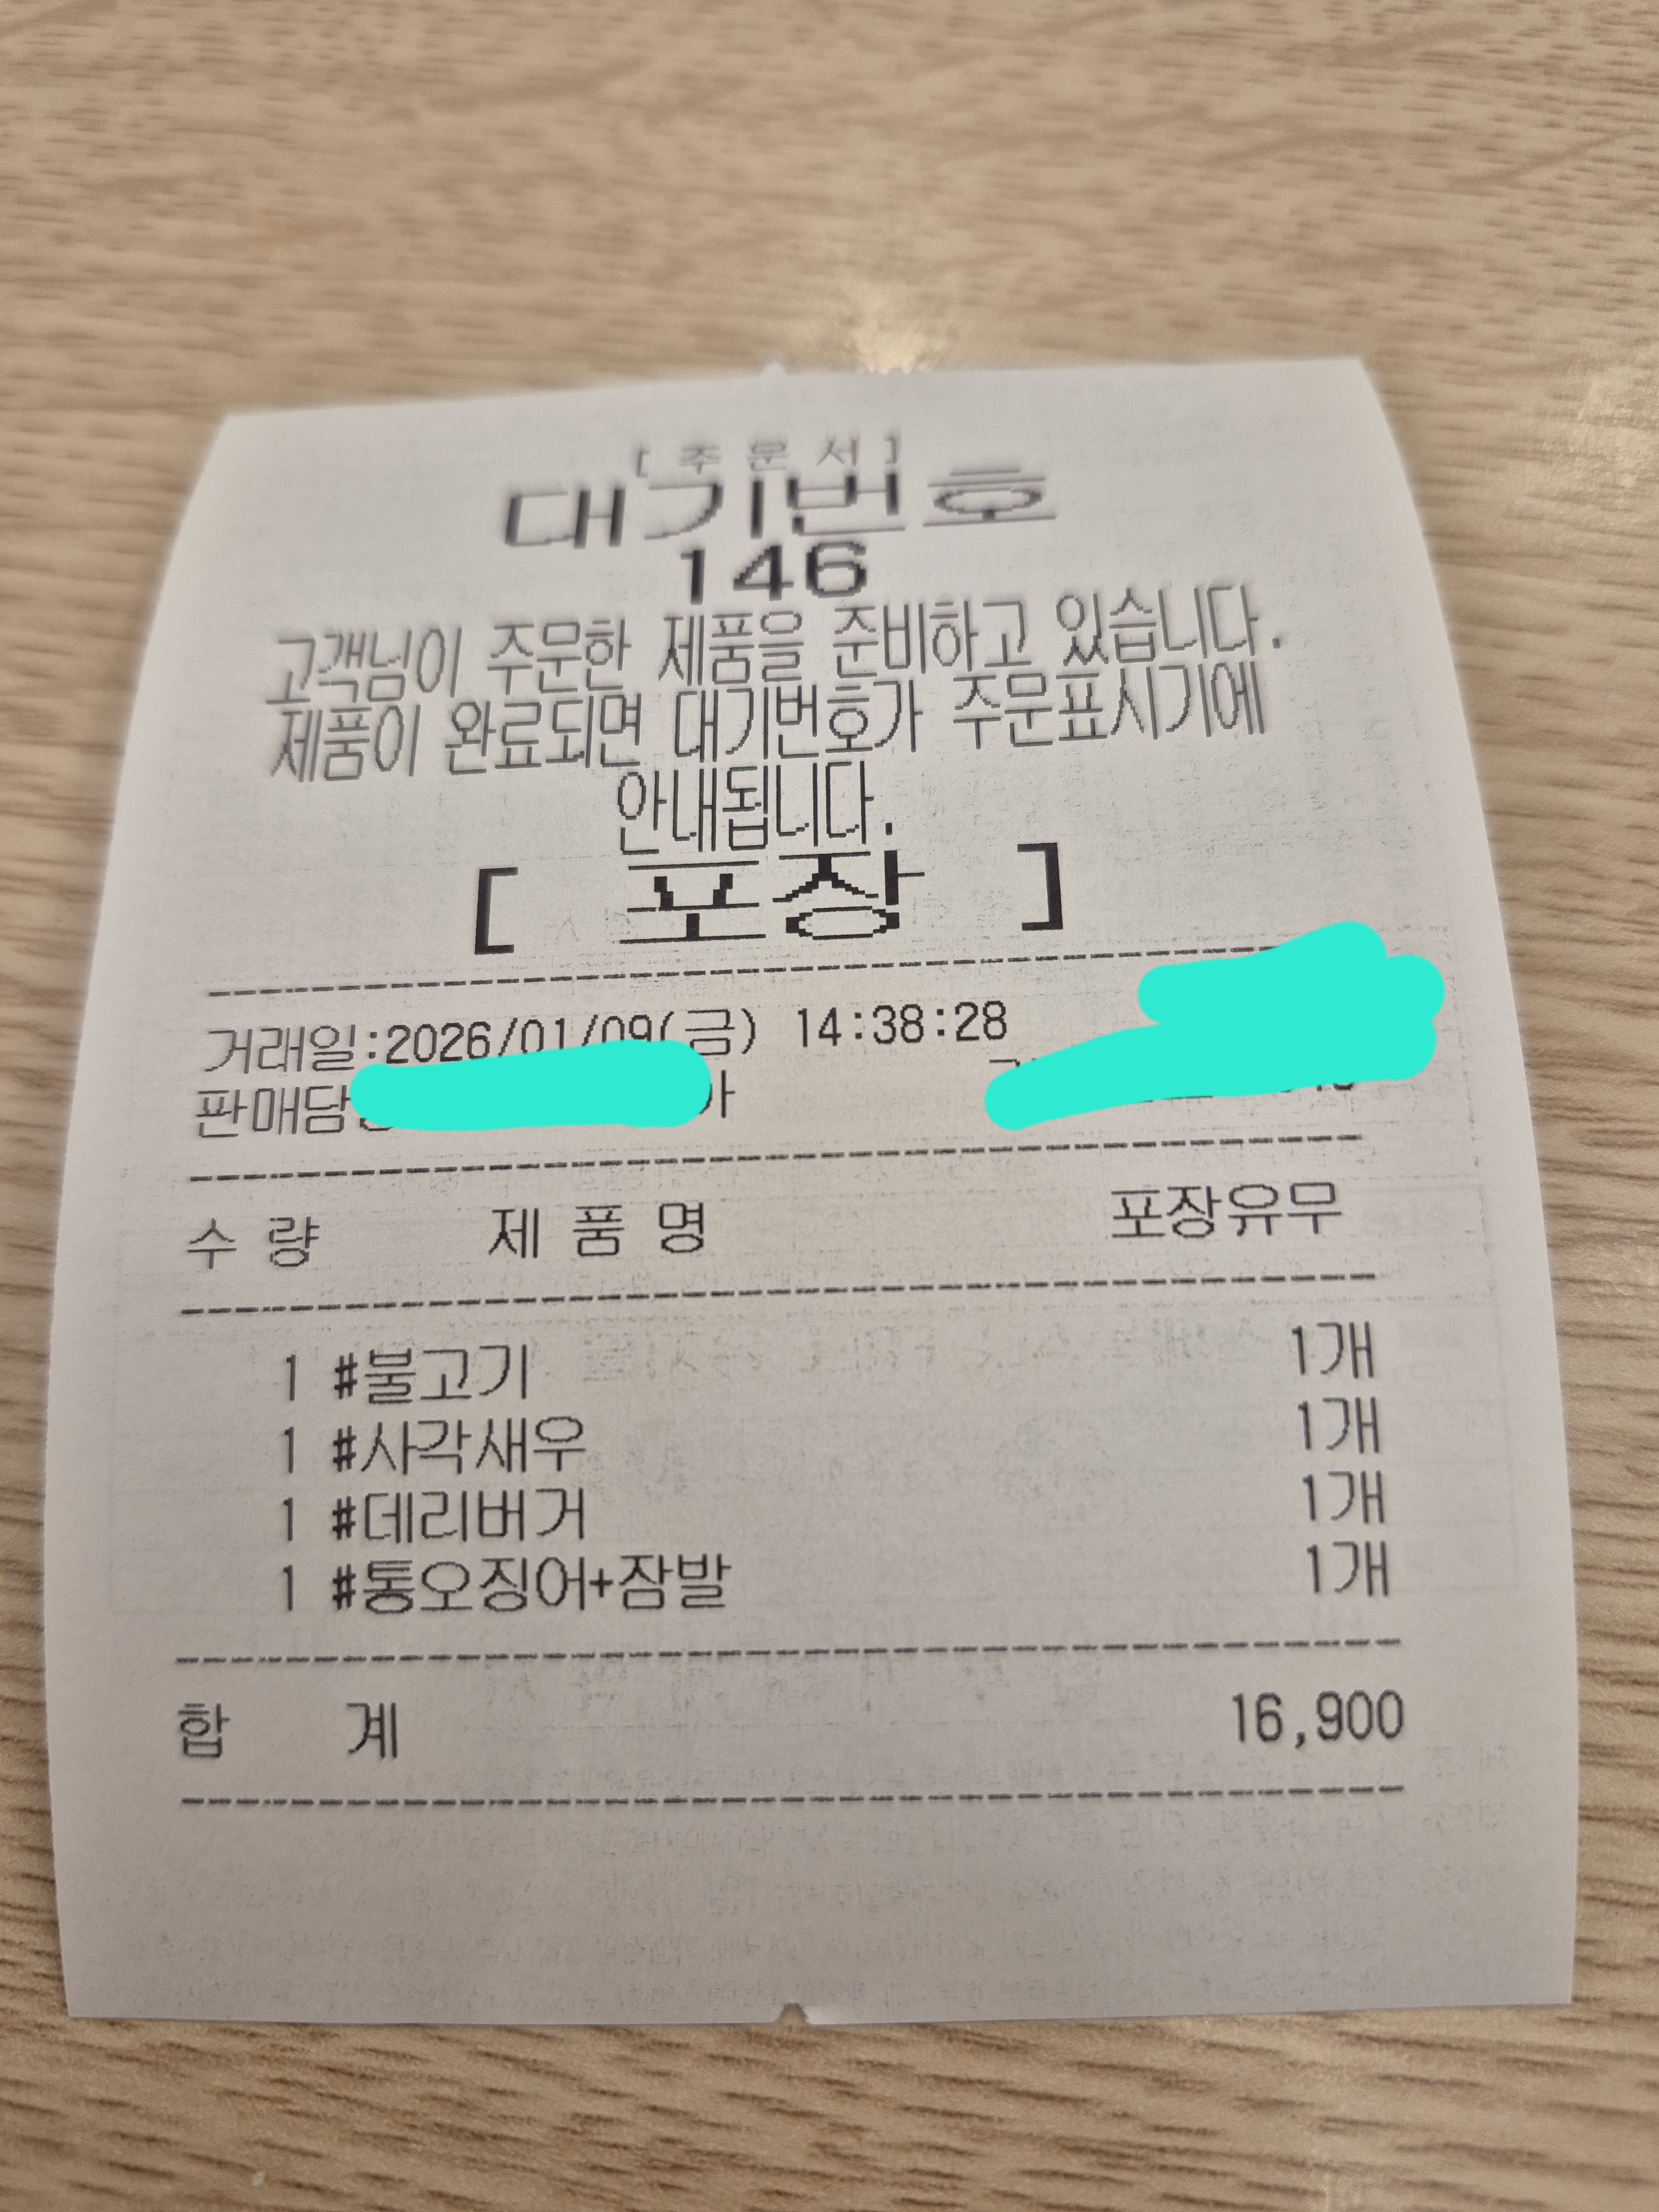 [ 주 문 서 ]
대기번호
146
고객님이 주문한 제품을 준비하고 있습니다.
제품이 완료되면 대기번호가 주문표시기에
안내됩니다.
[ 포장 ]
거래일:2026/01/09(금) 14:38:28
판매담
수 량 제 품 명 포장유무
1 #불고기 1개
1 #사각새우 1개
1 #데리버거 1개
1 #통오징어+잠발 1개
합 계 16,900